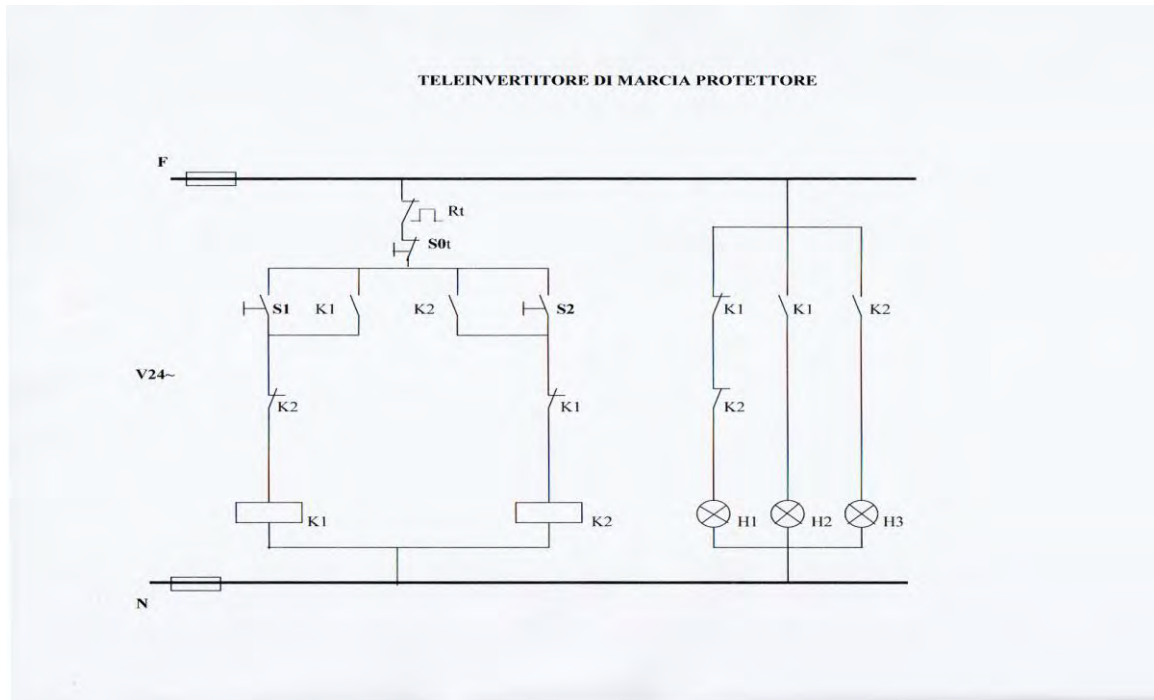 TELEINVERTITORE DI MARCIA PROTETTORE
F
Rt
S0t
S1
K1
K2
S2
K1
K1
K2
V24~
K2
K1
K2
K1
K2
H1
H2
H3
N